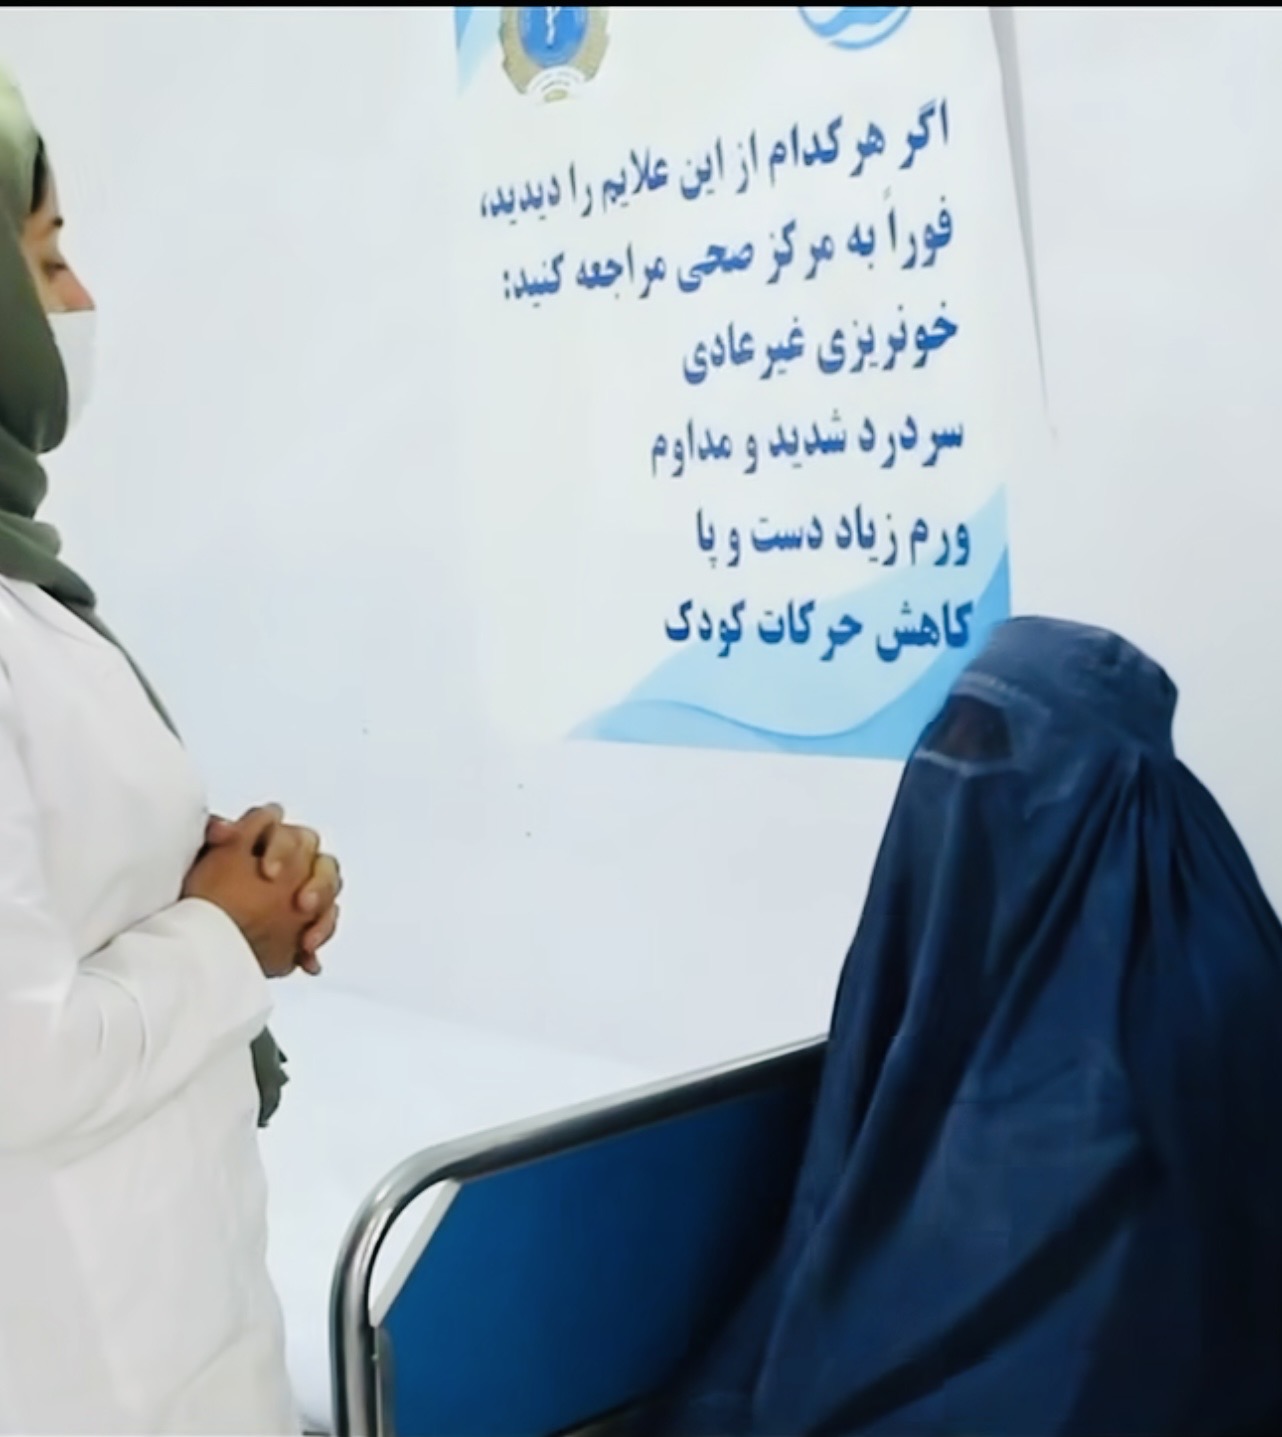 اگر هر کدام از این علایم را دیدید،
فوراً به مرکز صحی مراجعه کنید:
خونریزی غیرعادی
سردرد شدید و مداوم
ورم زیاد دست و پا
کاهش حرکات کودک